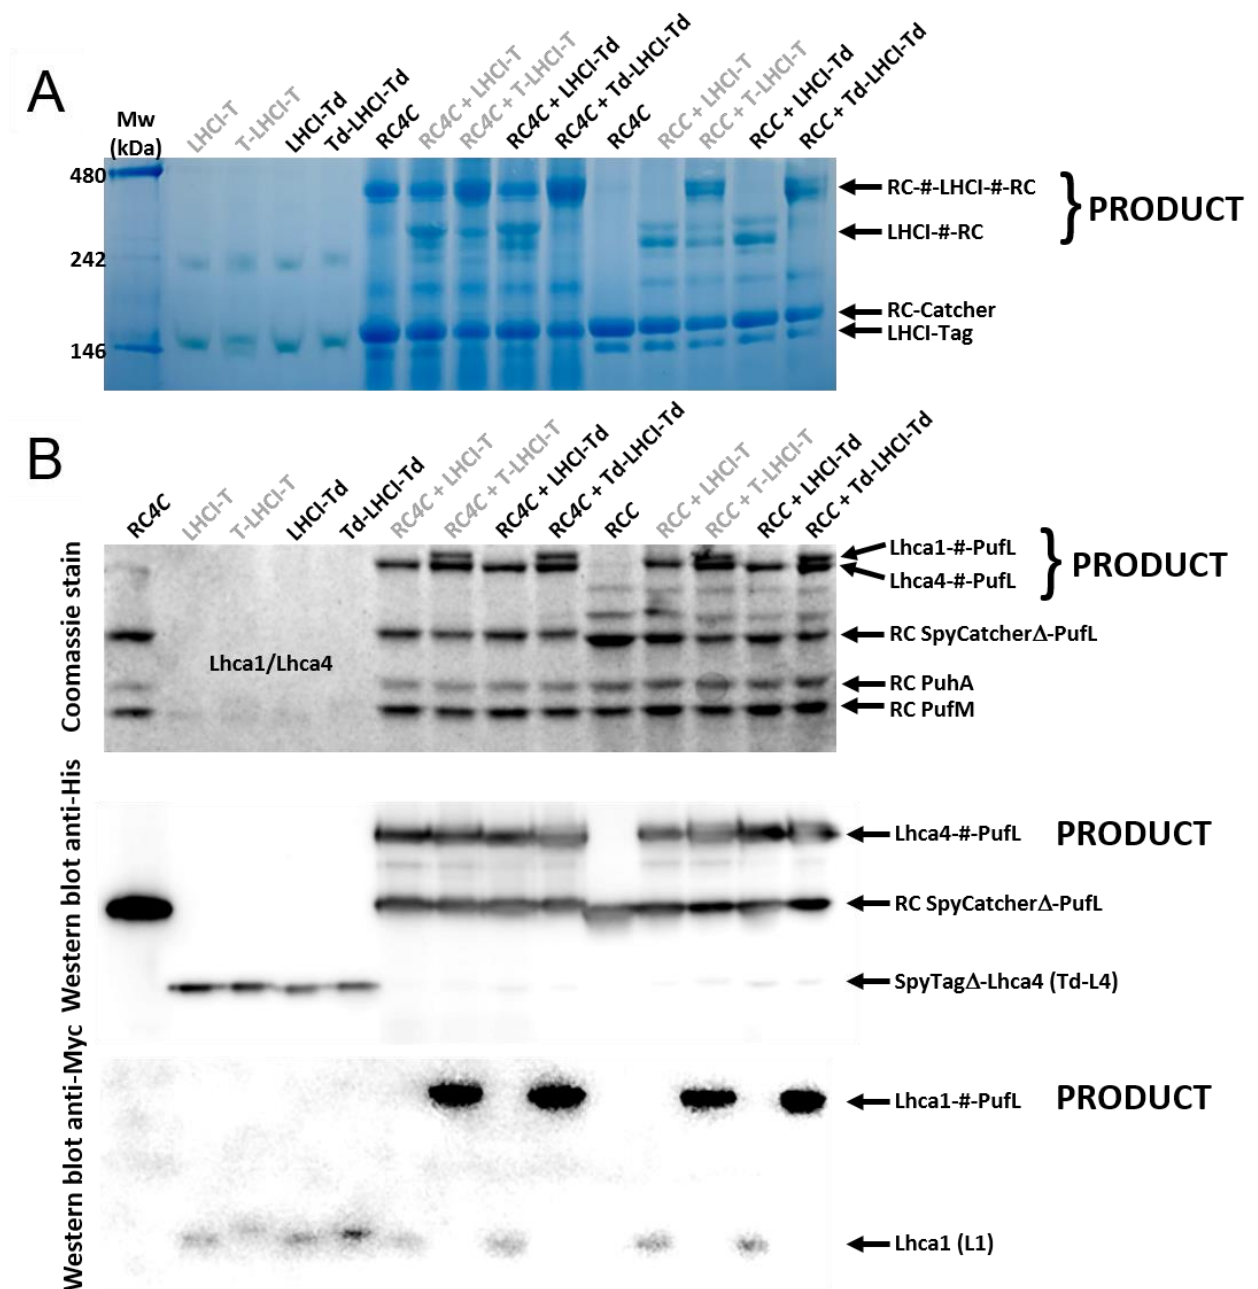 A
Mw
(kDa)
LHCI-T
T-LHCI-T
LHCI-Td
Td-LHCI-Td
RC4C
RC4C + LHCI-T
RC4C + T-LHCI-T
RC4C + LHCI-Td
RC4C + Td-LHCI-Td
RC4C
RCC + LHCI-T
RCC + T-LHCI-T
RCC + LHCI-Td
RCC + Td-LHCI-Td
480
242
146
RC-#-LHCI-#-RC
LHCI-#-RC
PRODUCT
RC-Catcher
LHCI-Tag
B
RC4C
LHCI-T
T-LHCI-T
LHCI-Td
Td-LHCI-Td
RC4C + LHCI-T
RC4C + T-LHCI-T
RC4C + LHCI-Td
RC4C + Td-LHCI-Td
RCC
RCC + LHCI-T
RCC + T-LHCI-T
RCC + LHCI-Td
RCC + Td-LHCI-Td
Coomassie stain
Lhca1/Lhca4
Lhca1-#-PufL
Lhca4-#-PufL
PRODUCT
RC SpyCatcherΔ-PufL
RC PuhA
RC PufM
Western blot anti-His
Lhca4-#-PufL PRODUCT
RC SpyCatcherΔ-PufL
SpyTagΔ-Lhca4 (Td-L4)
Western blot anti-Myc
Lhca1-#-PufL PRODUCT
Lhca1 (L1)